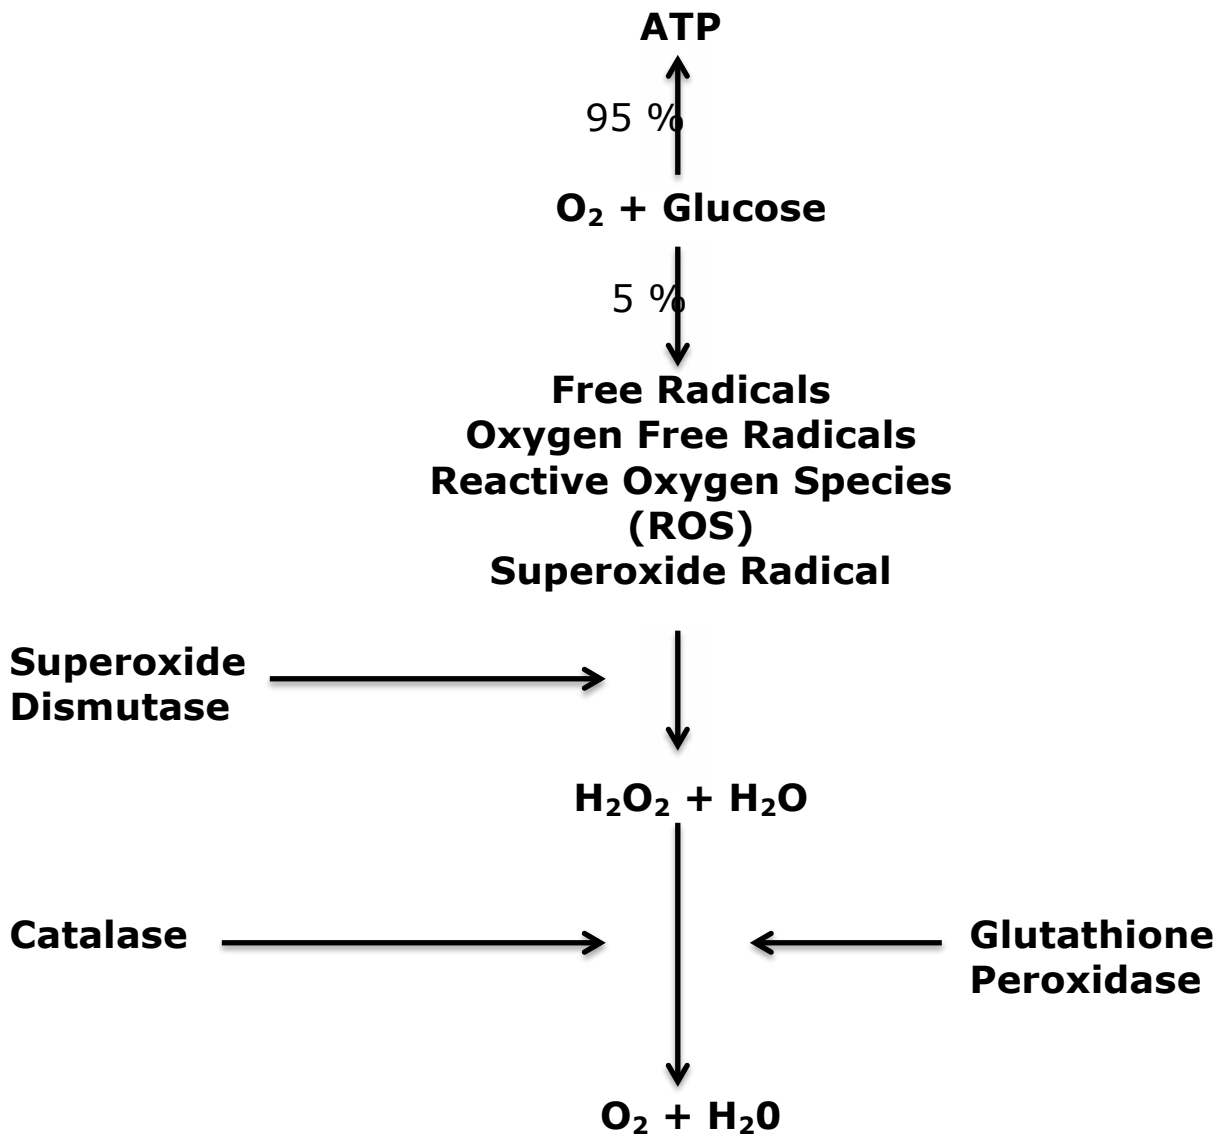 ATP
95 %
O₂ + Glucose
5 %
Free Radicals
Oxygen Free Radicals
Reactive Oxygen Species
(ROS)
Superoxide Radical
Superoxide
Dismutase
H₂O₂ + H₂O
Catalase
Glutathione
Peroxidase
O₂ + H₂0